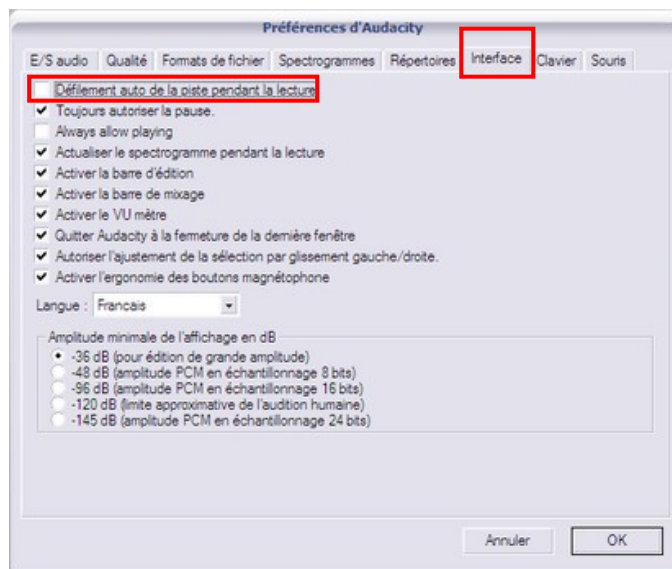 Préférences d'Audacity
E/S audio Qualité Formats de fichier Spectrogrammes Répertoires Interface Clavier Souris
Défilement auto de la piste pendant la lecture
Toujours autoriser la pause.
Always allow playing
Actualiser le spectrogramme pendant la lecture
Activer la barre d'édition
Activer la barre de mixage
Activer le VU mètre
Quitter Audacity à la fermeture de la dernière fenêtre
Autoriser l'ajustement de la sélection par glissement gauche/droite.
Activer l'ergonomie des boutons magnétophone
Langue : Francais
Amplitude minimale de l'affichage en dB
-36 dB (pour édition de grande amplitude)
-48 dB (amplitude PCM en échantillonnage 8 bits)
-96 dB (amplitude PCM en échantillonnage 16 bits)
-120 dB (limite approximative de l'audition humaine)
-145 dB (amplitude PCM en échantillonnage 24 bits)
Annuler OK